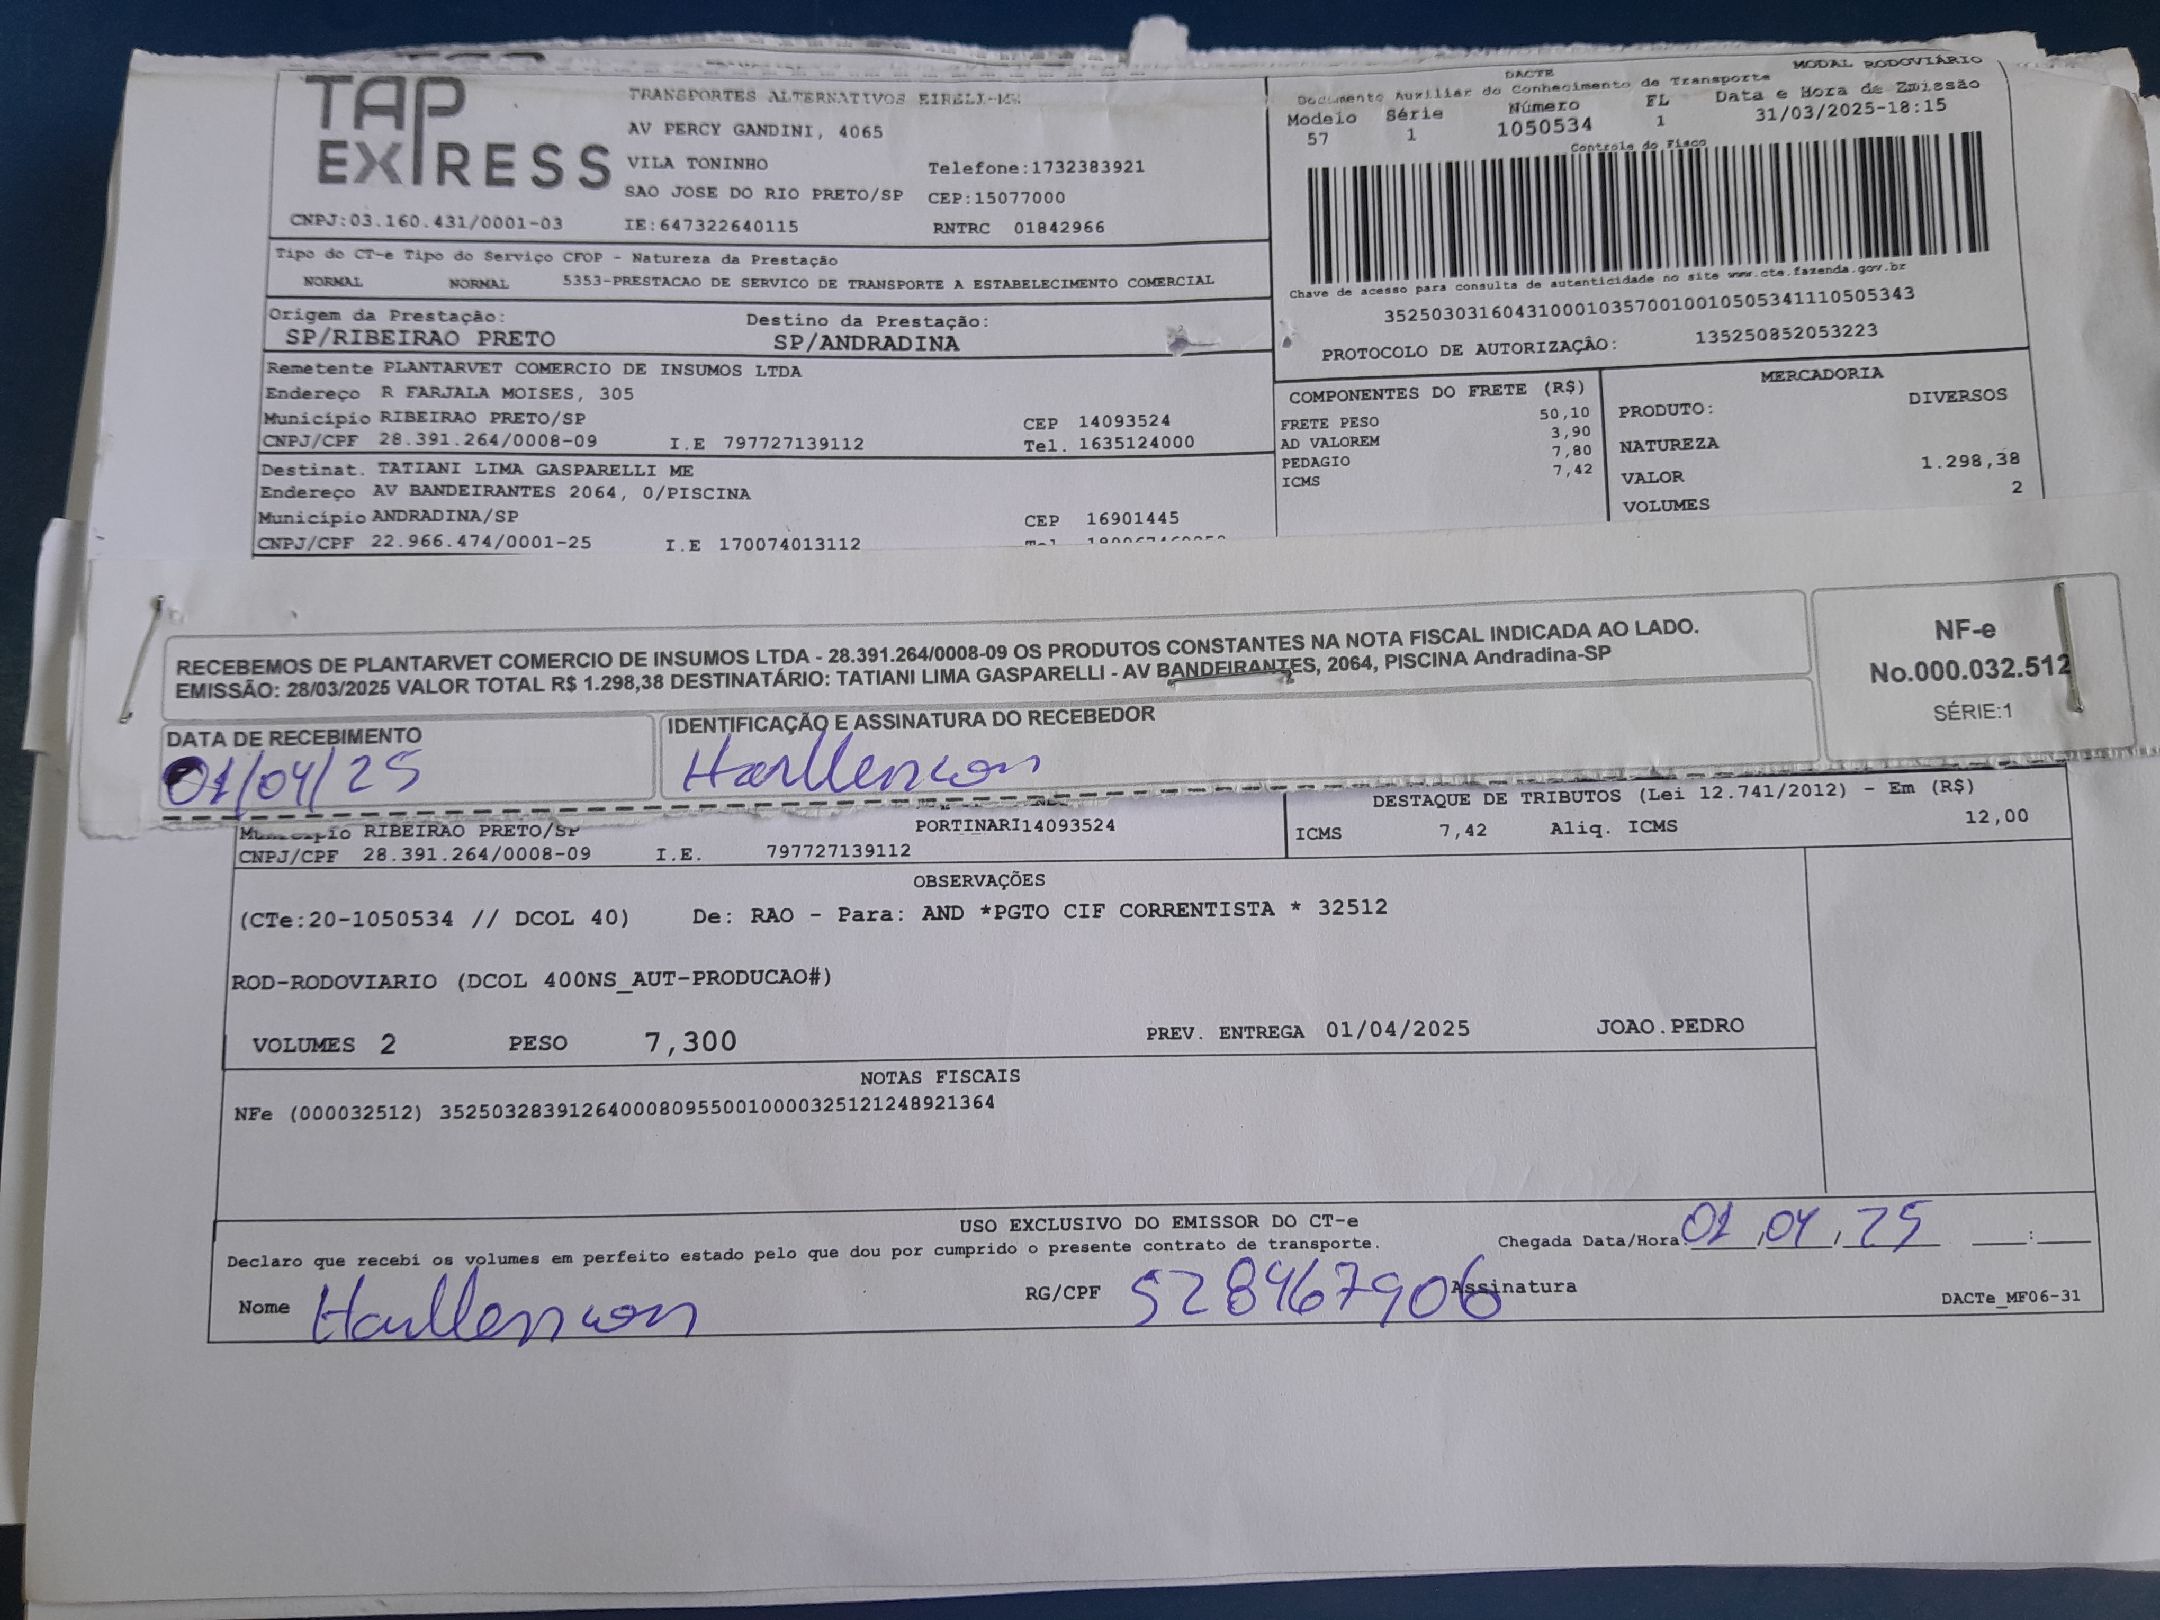 TAP
EXPRESS
TRANSPORTES ALTERNATIVOS EIRELI-ME
AV PERCY GANDINI, 4065
VILA TONINHO Telefone:1732383921
SAO JOSE DO RIO PRETO/SP CEP:15077000
CNPJ:03.160.431/0001-03 IE:647322640115 RNTRC 01842966
DACTE MODAL RODOVIÁRIO
Documento Auxiliar do Conhecimento de Transporte
Modelo Série Número FL Data e Hora de Emissão
57 1 1050534 1 31/03/2025-18:15
Controle do Fisco
Chave de acesso para consulta de autenticidade no site www.cte.fazenda.gov.br
35250303160431000103570010010505341110505343
PROTOCOLO DE AUTORIZAÇÃO: 135250852053223
Tipo do CT-e Tipo do Serviço CFOP - Natureza da Prestação
NORMAL NORMAL 5353-PRESTACAO DE SERVICO DE TRANSPORTE A ESTABELECIMENTO COMERCIAL
Origem da Prestação: Destino da Prestação:
SP/RIBEIRAO PRETO SP/ANDRADINA
Remetente PLANTARVET COMERCIO DE INSUMOS LTDA
Endereço R FARJALA MOISES, 305
Município RIBEIRAO PRETO/SP CEP 14093524
CNPJ/CPF 28.391.264/0008-09 I.E 797727139112 Tel. 1635124000
Destinat. TATIANI LIMA GASPARELLI ME
Endereço AV BANDEIRANTES 2064, 0/PISCINA
Município ANDRADINA/SP CEP 16901445
CNPJ/CPF 22.966.474/0001-25 I.E 170074013112
COMPONENTES DO FRETE (R$)
FRETE PESO 50,10
AD VALOREM 3,90
PEDAGIO 7,80
ICMS 7,42
MERCADORIA
PRODUTO: DIVERSOS
NATUREZA
VALOR 1.298,38
VOLUMES 2
RECEBEMOS DE PLANTARVET COMERCIO DE INSUMOS LTDA - 28.391.264/0008-09 OS PRODUTOS CONSTANTES NA NOTA FISCAL INDICADA AO LADO.
EMISSÃO: 28/03/2025 VALOR TOTAL R$ 1.298,38 DESTINATÁRIO: TATIANI LIMA GASPARELLI - AV BANDEIRANTES, 2064, PISCINA Andradina-SP
NF-e
No.000.032.512
SÉRIE:1
DATA DE RECEBIMENTO IDENTIFICAÇÃO E ASSINATURA DO RECEBEDOR
01/04/25
Município RIBEIRAO PRETO/SP PORTINARI14093524
CNPJ/CPF 28.391.264/0008-09 I.E. 797727139112
DESTAQUE DE TRIBUTOS (Lei 12.741/2012) - Em (R$)
ICMS 7,42 Aliq. ICMS 12,00
OBSERVAÇÕES
(CTe:20-1050534 // DCOL 40) De: RAO - Para: AND *PGTO CIF CORRENTISTA * 32512
ROD-RODOVIARIO (DCOL 400NS_AUT-PRODUCAO#)
VOLUMES 2 PESO 7,300 PREV. ENTREGA 01/04/2025 JOAO.PEDRO
NOTAS FISCAIS
NFe (000032512) 35250328391264000809550010000325121248921364
USO EXCLUSIVO DO EMISSOR DO CT-e
Declaro que recebi os volumes em perfeito estado pelo que dou por cumprido o presente contrato de transporte. Chegada Data/Hora: 01/04/25 :
Nome RG/CPF 528467906 Assinatura
DACTe_MF06-31